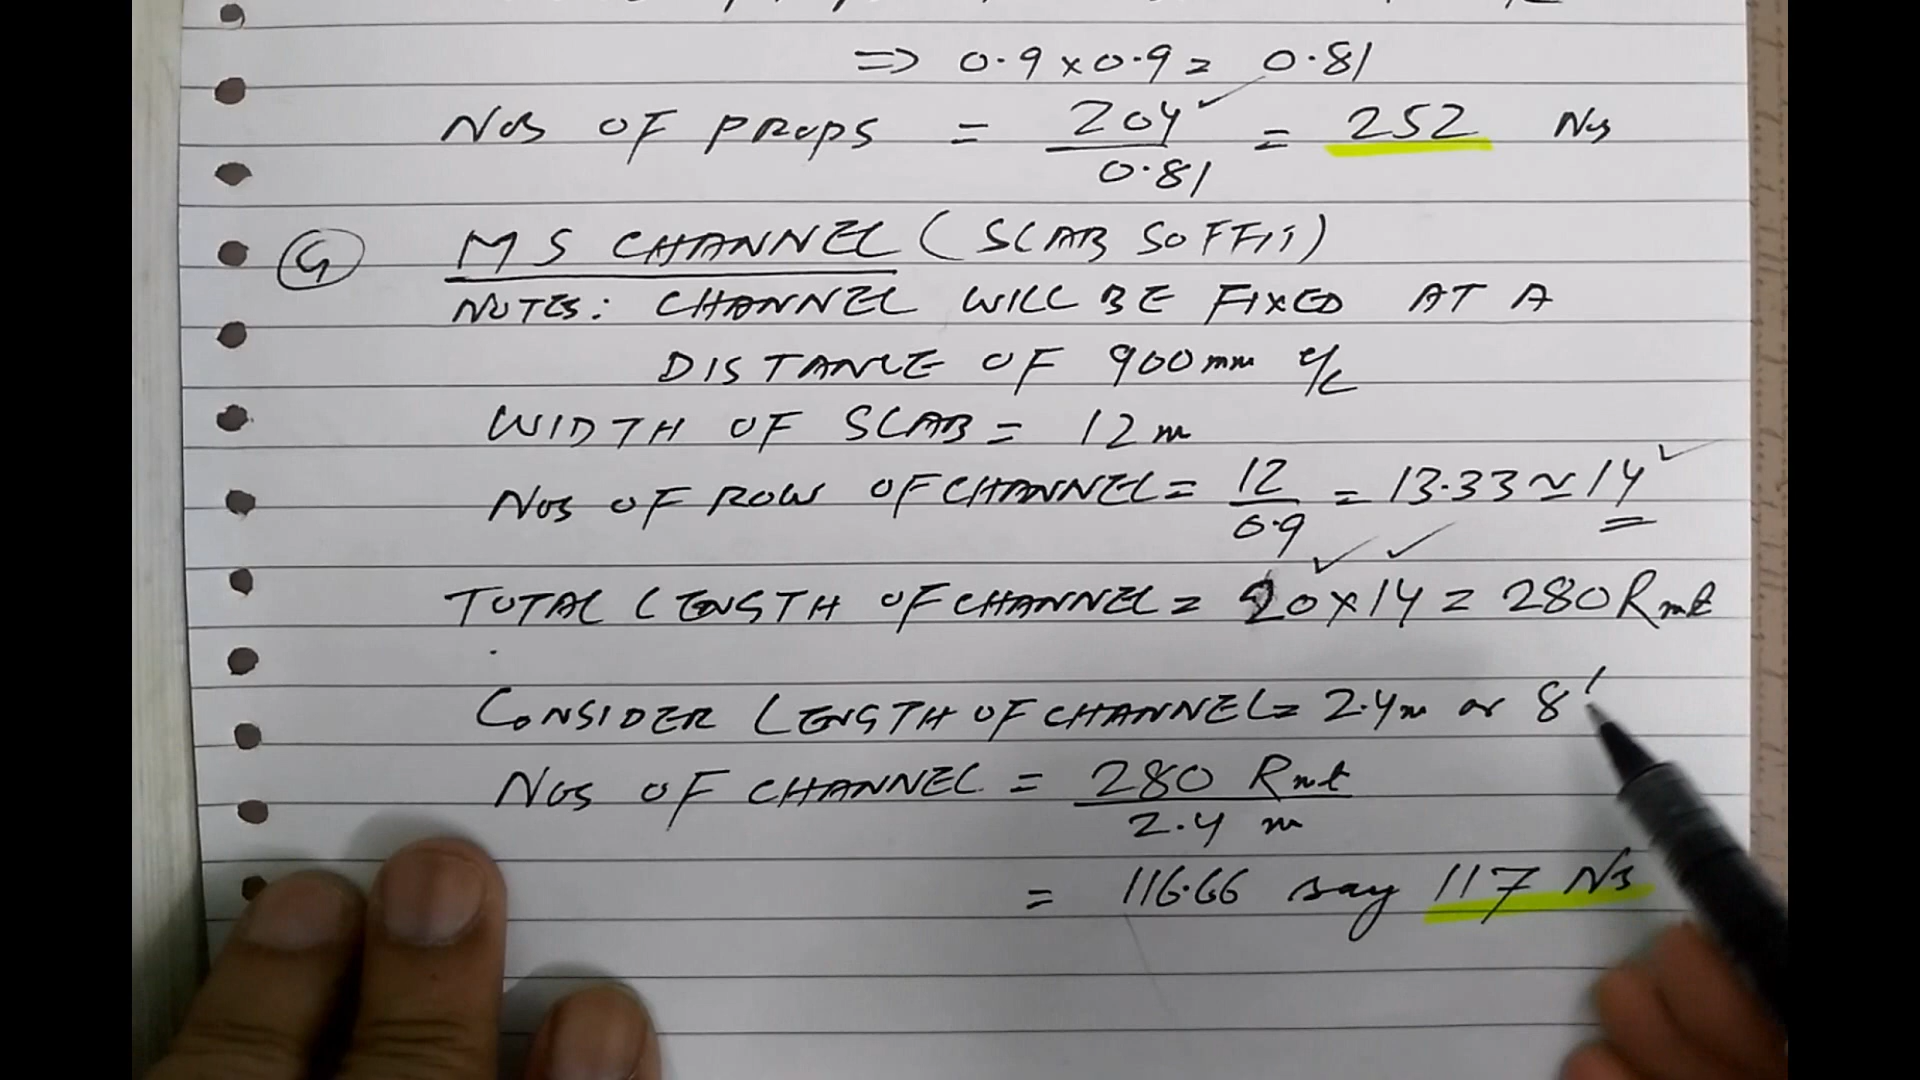 => 0.9 x 0.9 = 0.81
NOS OF PROPS = 204 / 0.81 = 252 Nos
G MS CHANNEL (SLAB SOFFIT)
NOTES: CHANNEL WILL BE FIXED AT A
DISTANCE OF 900mm c/c
WIDTH OF SLAB = 12m
NOS OF ROW OF CHANNEL = 12 / 0.9 = 13.33 ≃ 14
TOTAL LENGTH OF CHANNEL = 20 x 14 = 280 Rmt
CONSIDER LENGTH OF CHANNEL = 2.4m or 8'
NOS OF CHANNEL = 280 Rmt / 2.4 m
= 116.66 say 117 Ns